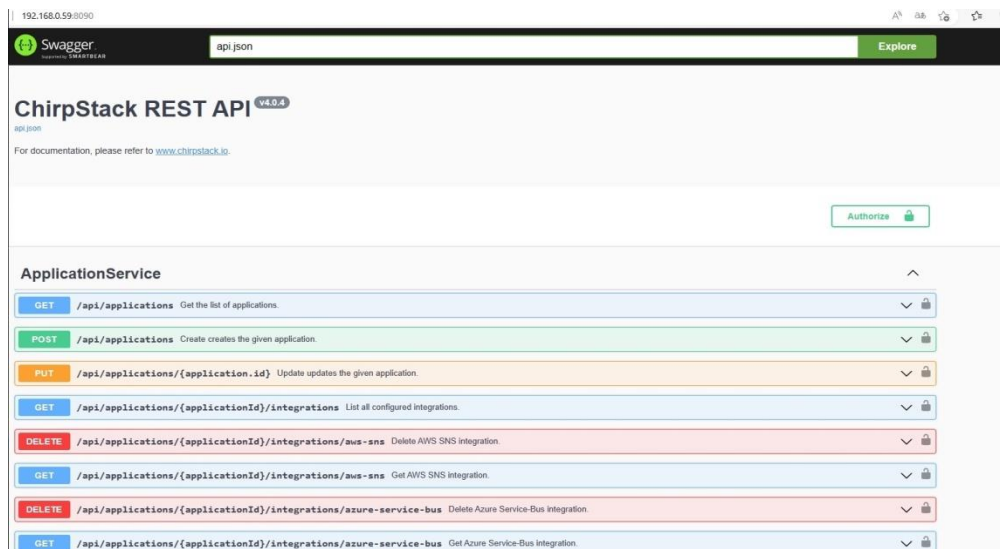 192.168.0.59:8090
Swagger
Supported by SMARTBEAR
api.json
Explore
ChirpStack REST API v4.0.4
api.json
For documentation, please refer to www.chirpstack.io.
Authorize
ApplicationService
GET /api/applications Get the list of applications.
POST /api/applications Create creates the given application.
PUT /api/applications/{application.id} Update updates the given application.
GET /api/applications/{applicationId}/integrations List all configured integrations.
DELETE /api/applications/{applicationId}/integrations/aws-sns Delete AWS SNS integration.
GET /api/applications/{applicationId}/integrations/aws-sns Get AWS SNS integration.
DELETE /api/applications/{applicationId}/integrations/azure-service-bus Delete Azure Service-Bus integration.
GET /api/applications/{applicationId}/integrations/azure-service-bus Get Azure Service-Bus integration.